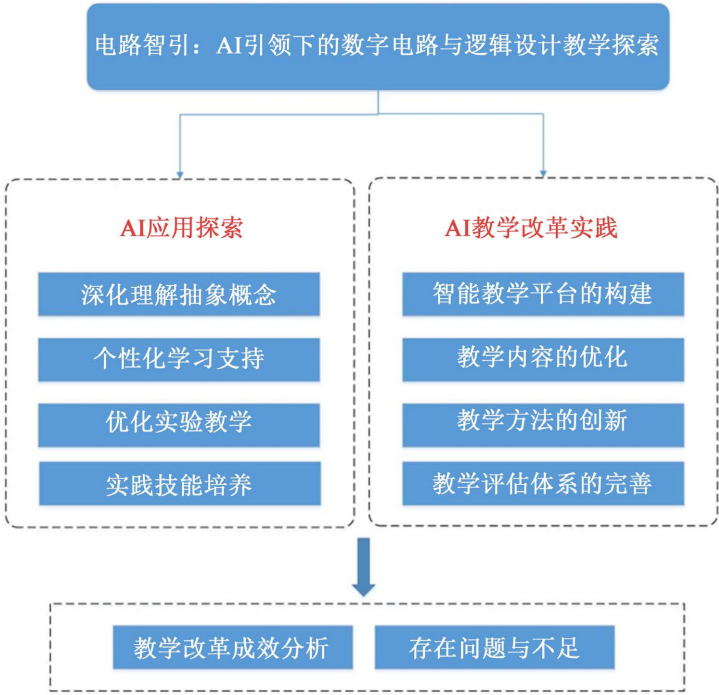 电路智引：AI引领下的数字电路与逻辑设计教学探索
AI应用探索
深化理解抽象概念
个性化学习支持
优化实验教学
实践技能培养
AI教学改革实践
智能教学平台的构建
教学内容的优化
教学方法的创新
教学评估体系的完善
教学改革成效分析
存在问题与不足